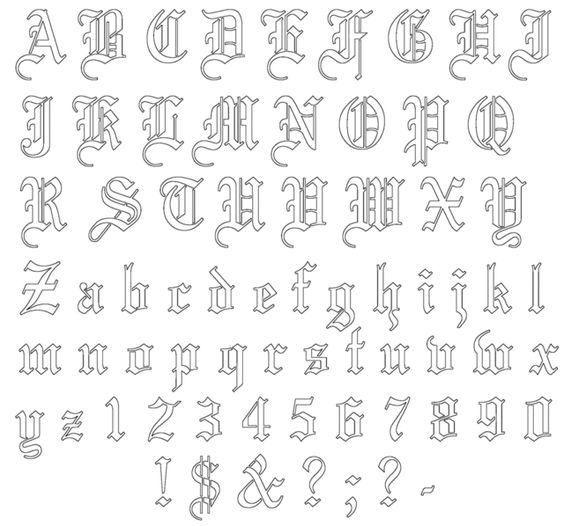 A B C D E F G H I
J K L M N O P Q
R S T U V W X Y
Z a b c d e f g h i j k l
m n o p q r s t u v w x
y z 1 2 3 4 5 6 7 8 9 0
! $ & ? ; ? -